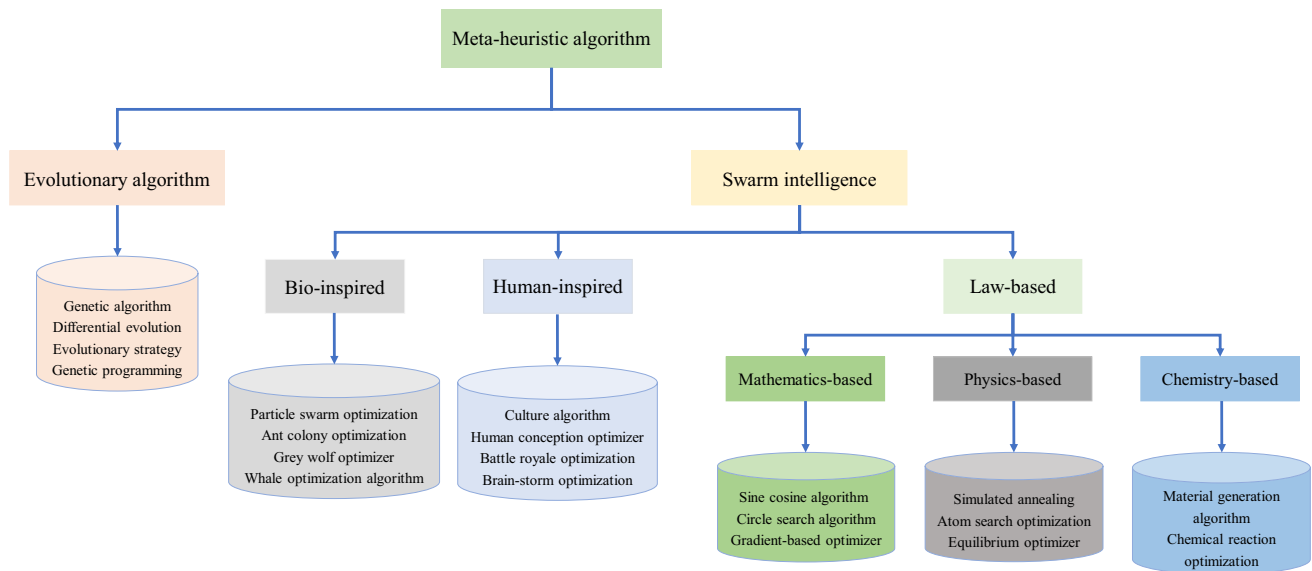 Meta-heuristic algorithm
Evolutionary algorithm
Swarm intelligence
Bio-inspired
Human-inspired
Law-based
Genetic algorithm
Differential evolution
Evolutionary strategy
Genetic programming
Mathematics-based
Physics-based
Chemistry-based
Particle swarm optimization
Ant colony optimization
Grey wolf optimizer
Whale optimization algorithm
Culture algorithm
Human conception optimizer
Battle royale optimization
Brain-storm optimization
Sine cosine algorithm
Circle search algorithm
Gradient-based optimizer
Simulated annealing
Atom search optimization
Equilibrium optimizer
Material generation
algorithm
Chemical reaction
optimization